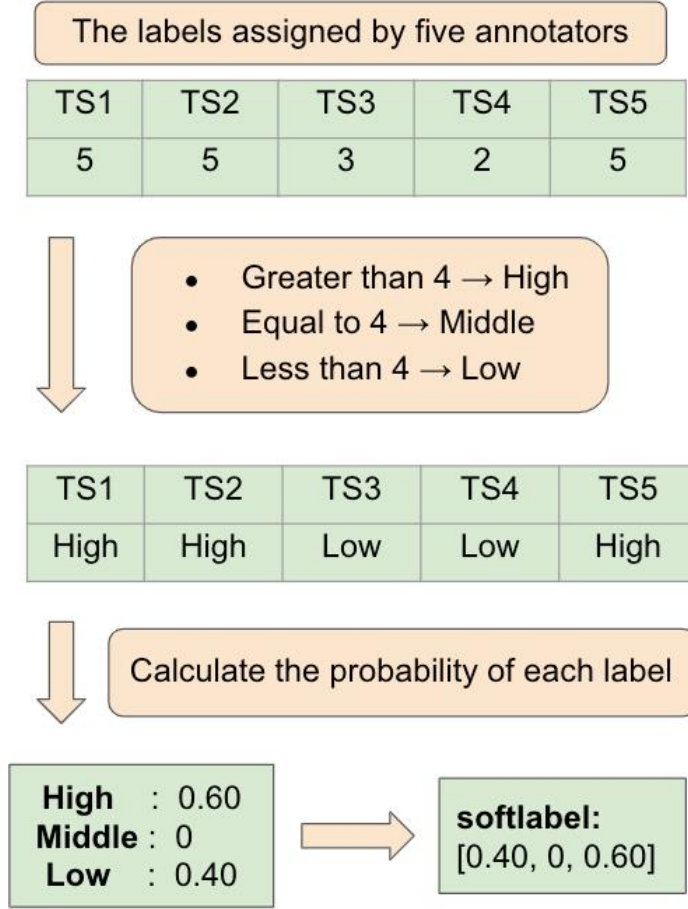 The labels assigned by five annotators
TS1 TS2 TS3 TS4 TS5
5 5 3 2 5
• Greater than 4 → High
• Equal to 4 → Middle
• Less than 4 → Low
TS1 TS2 TS3 TS4 TS5
High High Low Low High
Calculate the probability of each label
High : 0.60
Middle : 0
Low : 0.40
softlabel:
[0.40, 0, 0.60]